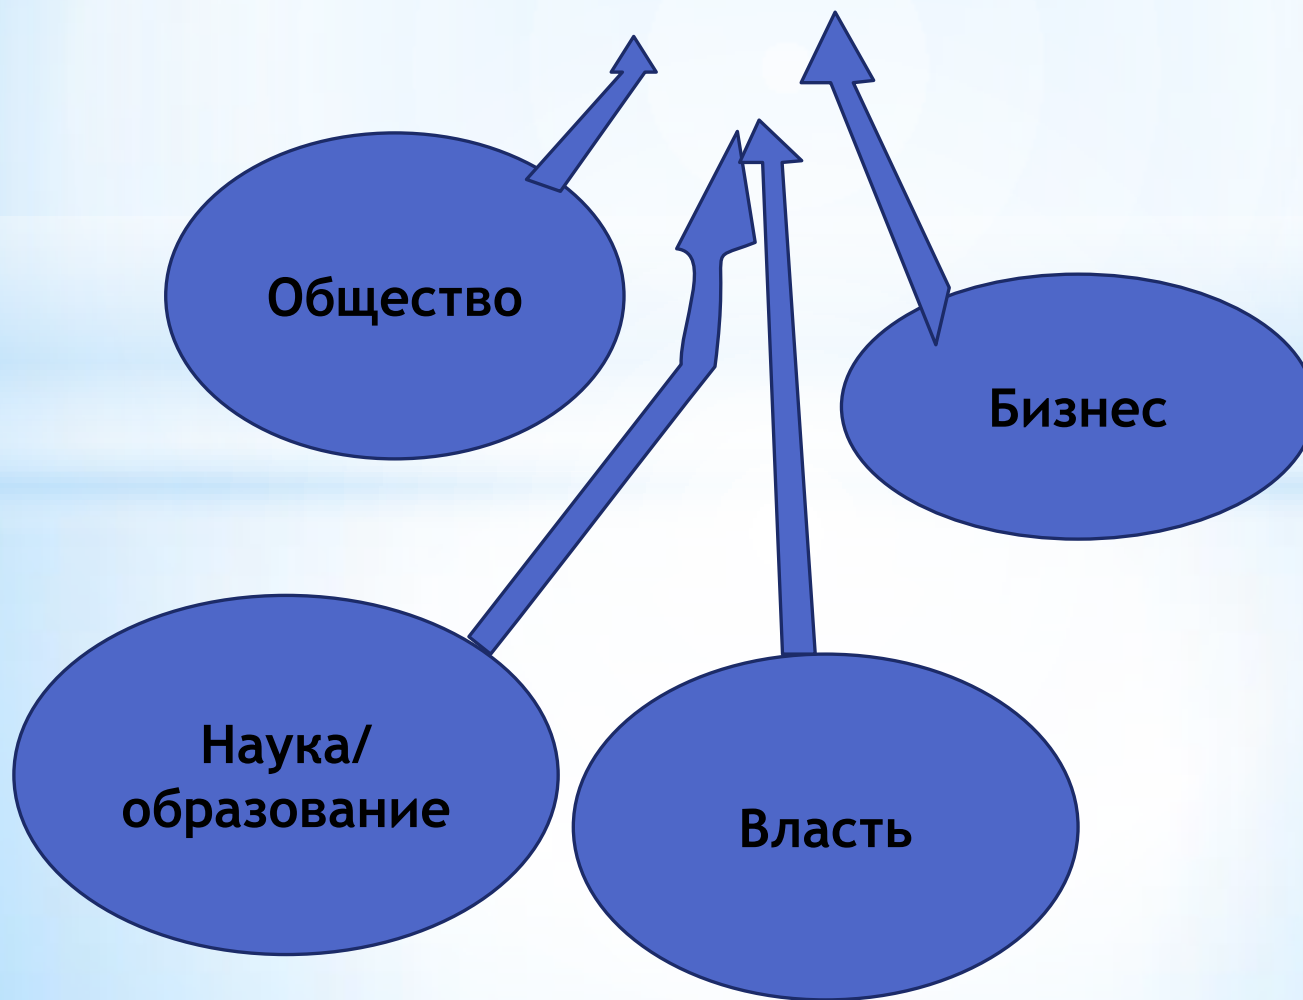 Общество
Бизнес
Наука/
образование
Власть